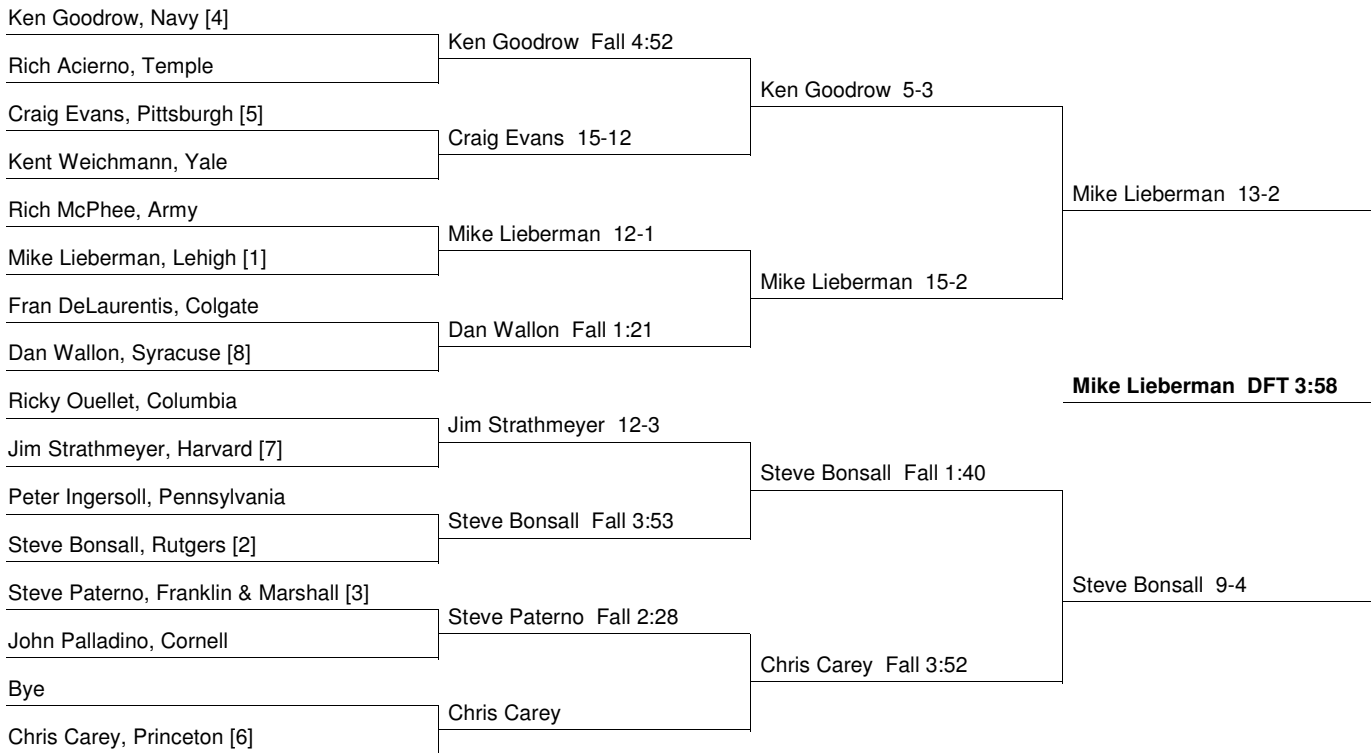 Ken Goodrow, Navy [4]
Rich Acierno, Temple
Craig Evans, Pittsburgh [5]
Kent Weichmann, Yale
Rich McPhee, Army
Mike Lieberman, Lehigh [1]
Fran DeLaurentis, Colgate
Dan Wallon, Syracuse [8]
Ricky Ouellet, Columbia
Jim Strathmeyer, Harvard [7]
Peter Ingersoll, Pennsylvania
Steve Bonsall, Rutgers [2]
Steve Paterno, Franklin & Marshall [3]
John Palladino, Cornell
Bye
Chris Carey, Princeton [6]
Ken Goodrow Fall 4:52
Craig Evans 15-12
Mike Lieberman 12-1
Dan Wallon Fall 1:21
Jim Strathmeyer 12-3
Steve Bonsall Fall 3:53
Steve Paterno Fall 2:28
Chris Carey
Ken Goodrow 5-3
Mike Lieberman 15-2
Steve Bonsall Fall 1:40
Chris Carey Fall 3:52
Mike Lieberman 13-2
Steve Bonsall 9-4
Mike Lieberman DFT 3:58